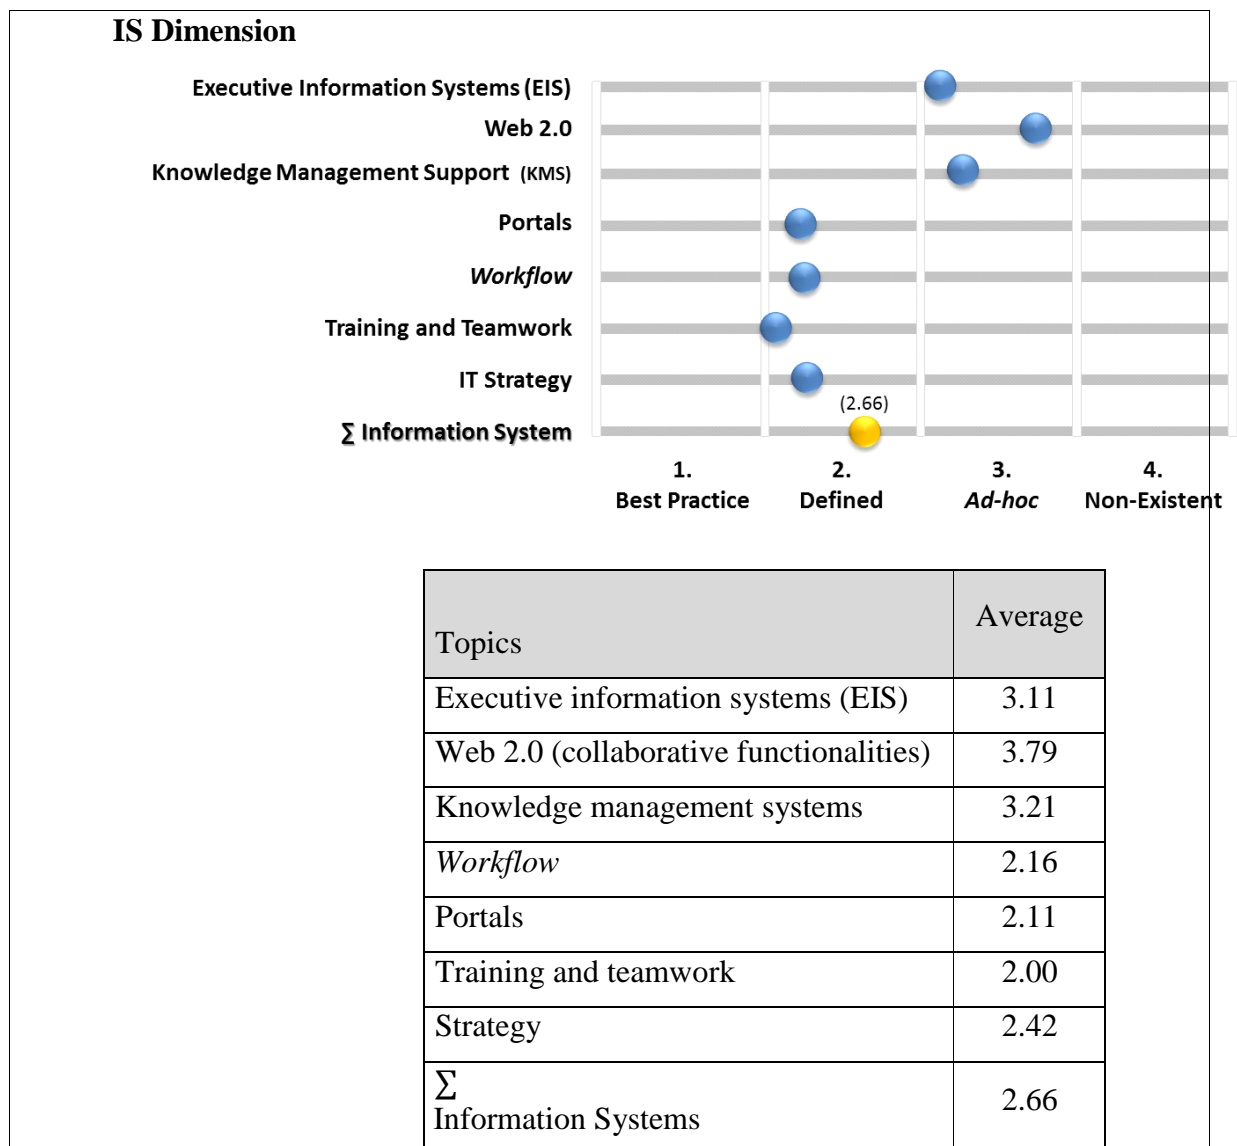 IS Dimension
Executive Information Systems (EIS)
Web 2.0
Knowledge Management Support (KMS)
Portals
Workflow
Training and Teamwork
IT Strategy
(2.66)
∑ Information System
1. 2. 3. 4.
Best Practice Defined Ad-hoc Non-Existent
Topics Average
Executive information systems (EIS) 3.11
Web 2.0 (collaborative functionalities) 3.79
Knowledge management systems 3.21
Workflow 2.16
Portals 2.11
Training and teamwork 2.00
Strategy 2.42
∑
Information Systems 2.66